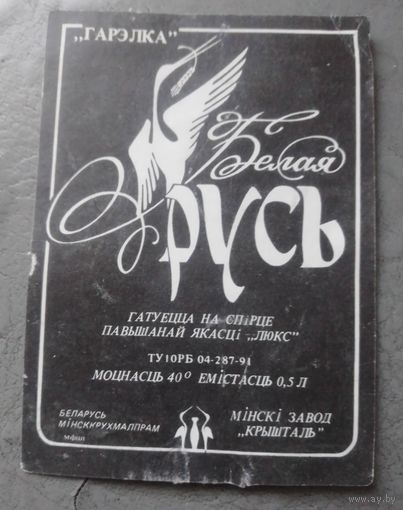 „ГАРЭЛКА”
Белая
РУСЬ
ГАТУЕЦЦА НА СПІРЦЕ
ПАВЫШАНАЙ ЯКАСЦІ „ЛЮКС”
ТУ10РБ 04-287-91
МОЦНАСЦЬ 40° ЕМІСТАСЦЬ 0,5 Л
БЕЛАРУСЬ
МІНСККРУХМАЛПРАМ
МІНСКІ ЗАВОД
„КРЫШТАЛЬ”
www.ay.by